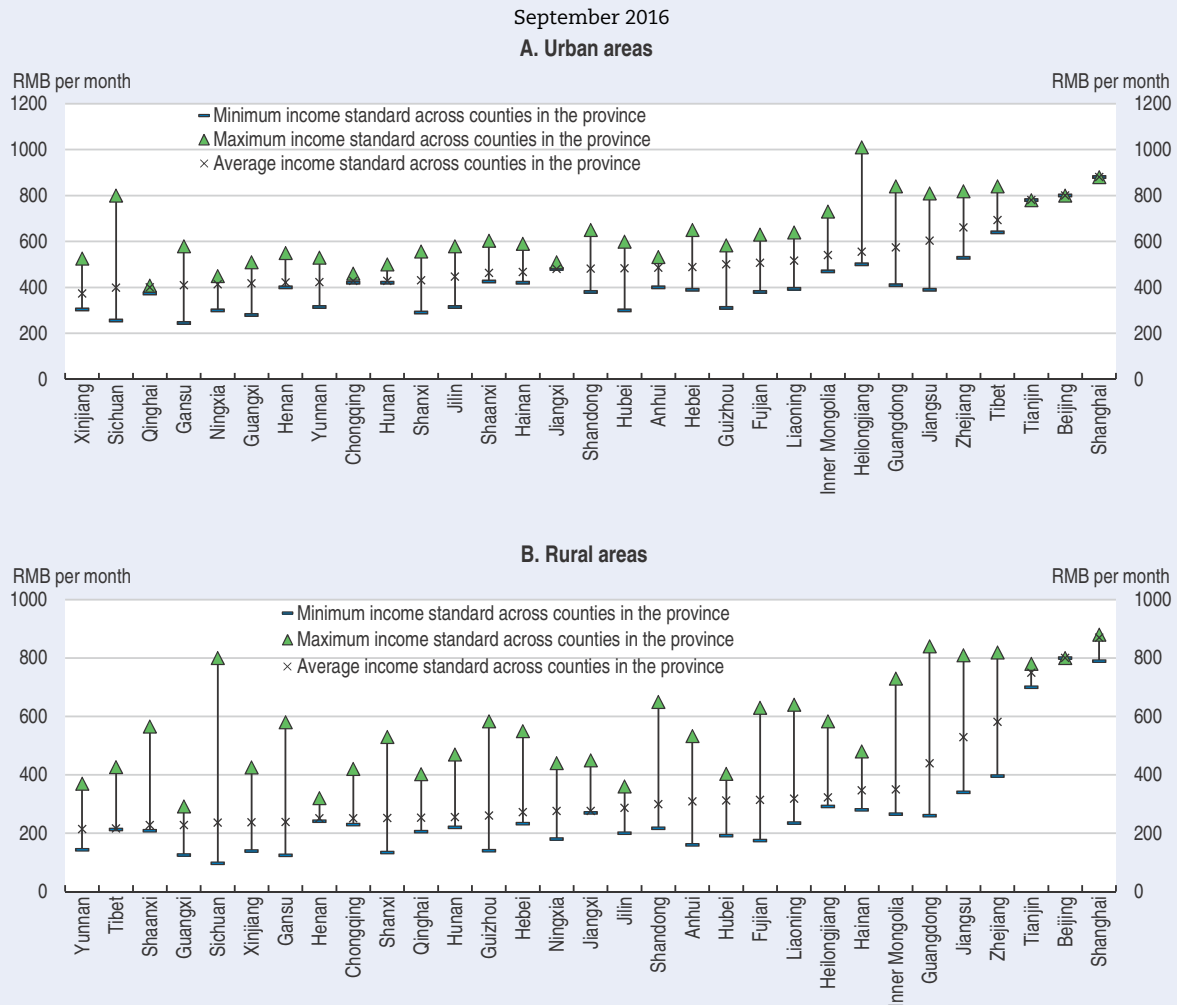 September 2016
A. Urban areas
RMB per month
RMB per month
Minimum income standard across counties in the province
Maximum income standard across counties in the province
Average income standard across counties in the province
1200
1000
800
600
400
200
0
1200
1000
800
600
400
200
0
Xinjiang
Sichuan
Qinghai
Gansu
Ningxia
Guangxi
Henan
Yunnan
Chongqing
Hunan
Shanxi
Jilin
Shaanxi
Hainan
Jiangxi
Shandong
Hubei
Anhui
Hebei
Guizhou
Fujian
Liaoning
Inner Mongolia
Heilongjiang
Guangdong
Jiangsu
Zhejiang
Tibet
Tianjin
Beijing
Shanghai
B. Rural areas
RMB per month
RMB per month
Minimum income standard across counties in the province
Maximum income standard across counties in the province
Average income standard across counties in the province
1000
800
600
400
200
0
1000
800
600
400
200
0
Yunnan
Tibet
Shaanxi
Guangxi
Sichuan
Xinjiang
Gansu
Henan
Chongqing
Shanxi
Qinghai
Hunan
Guizhou
Hebei
Ningxia
Jiangxi
Jilin
Shandong
Anhui
Hubei
Fujian
Liaoning
Heilongjiang
Hainan
Inner Mongolia
Guangdong
Jiangsu
Zhejiang
Tianjin
Beijing
Shanghai